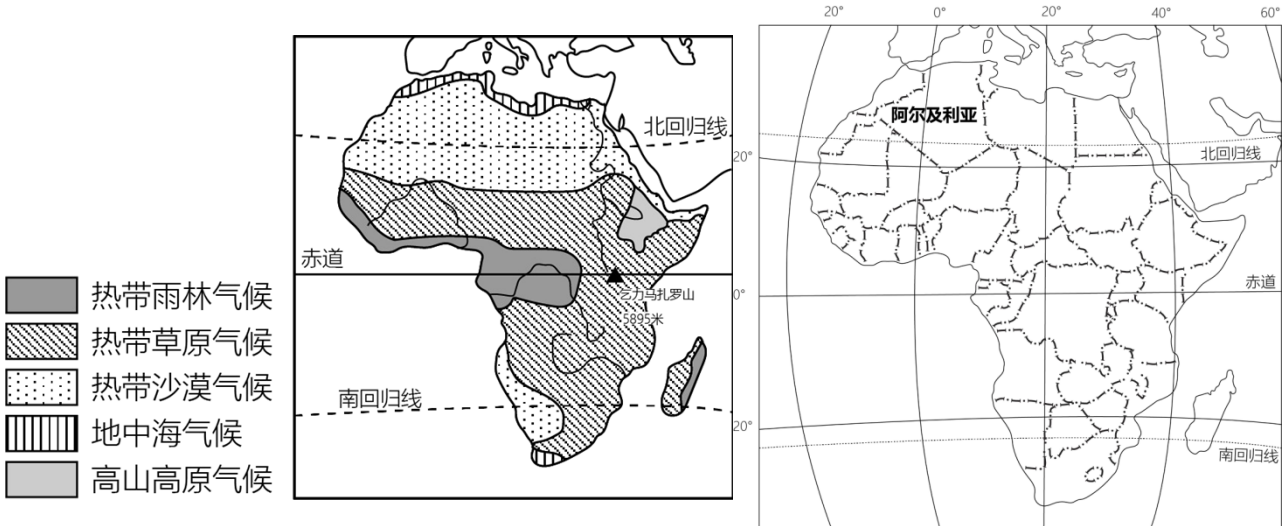 热带雨林气候
热带草原气候
热带沙漠气候
地中海气候
高山高原气候
北回归线
赤道
乞力马扎罗山
5895米
南回归线
20°
0°
20°
40°
60°
阿尔及利亚
20°
北回归线
赤道
0°
20°
南回归线